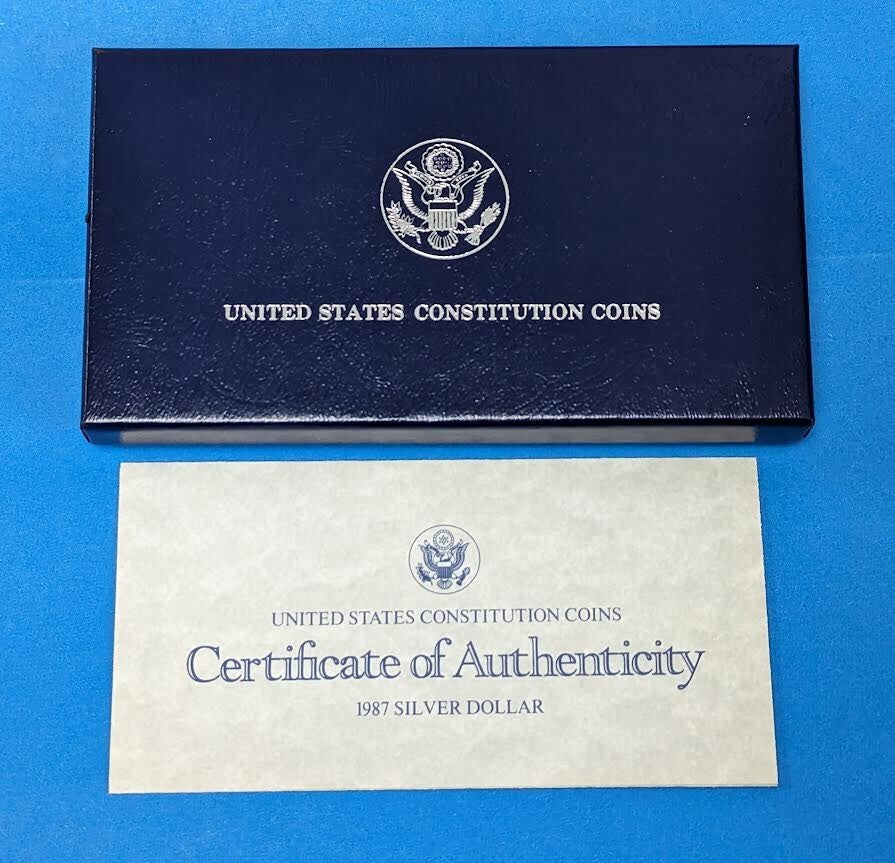 UNITED STATES CONSTITUTION COINS
UNITED STATES CONSTITUTION COINS
Certificate of Authenticity
1987 SILVER DOLLAR